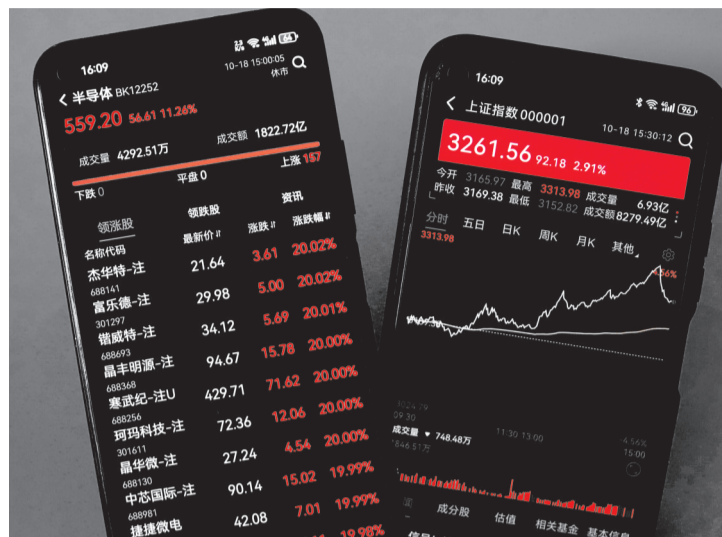 16:09
64
半导体 BK12252
10-18 15:00:05
休市
559.20 56.61 11.26%
成交量 4292.51万 成交额 1822.72亿
下跌 0 平盘 0 上涨 157
领涨股 领跌股 资讯
名称代码 最新价 涨跌 涨跌幅
杰华特-注 21.64 3.61 20.02%
688141
富乐德-注 29.98 5.00 20.02%
301297
锴威特-注 34.12 5.69 20.01%
688693
晶丰明源-注 94.67 15.78 20.00%
688368
寒武纪-注U 429.71 71.62 20.00%
688256
珂玛科技-注 72.36 12.06 20.00%
301611
晶华微-注 27.24 4.54 20.00%
688130
中芯国际-注 90.14 15.02 19.99%
688981
捷捷微电 42.08 7.01 19.99%
19.98%
16:09
96
上证指数 000001
10-18 15:30:12
3261.56 92.18 2.91%
今开 3165.97 最高 3313.98 成交量 6.93亿
昨收 3169.38 最低 3152.82 成交额 8279.49亿
分时 五日 日K 周K 月K 其他
3313.98
4.56%
3024.79
4.56%
09:30 11:30 13:00 15:00
成交量 748.48万
成分股 估值 相关基金 基本信息